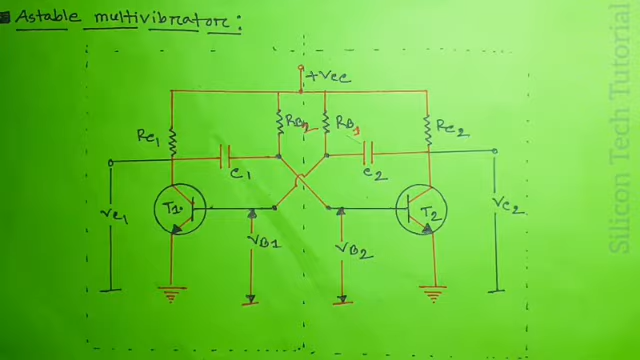 Astable multivibrator:
+Vcc
RC1
RB2
RB1
RC2
C1
C2
T1
T2
VC1
VB1
VB2
VC2
Silicon Tech Tutorial